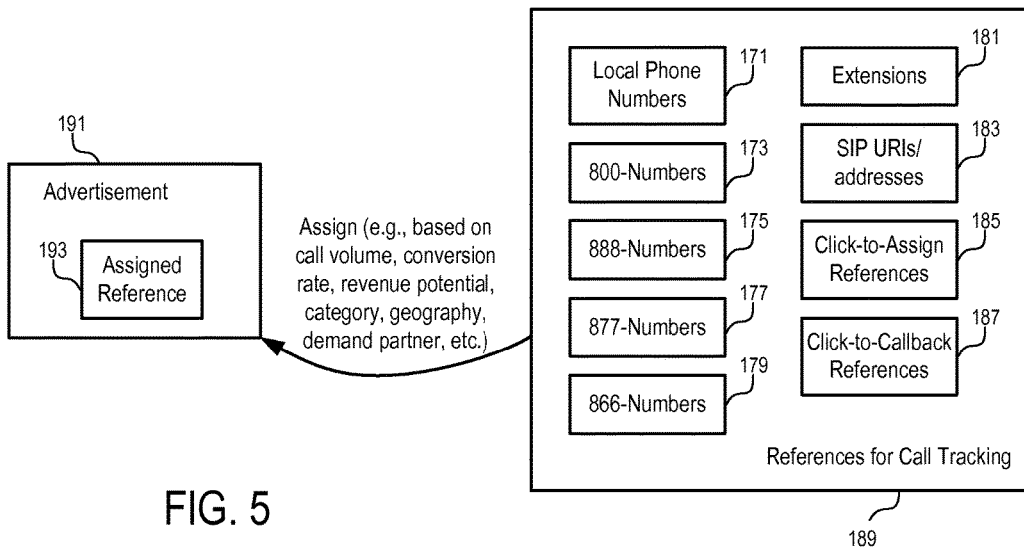 191
Advertisement
193
Assigned
Reference
Assign (e.g., based on
call volume, conversion
rate, revenue potential,
category, geography,
demand partner, etc.)
171
Local Phone
Numbers
173
800-Numbers
175
888-Numbers
177
877-Numbers
179
866-Numbers
181
Extensions
183
SIP URIs/
addresses
185
Click-to-Assign
References
187
Click-to-Callback
References
References for Call Tracking
189
FIG. 5